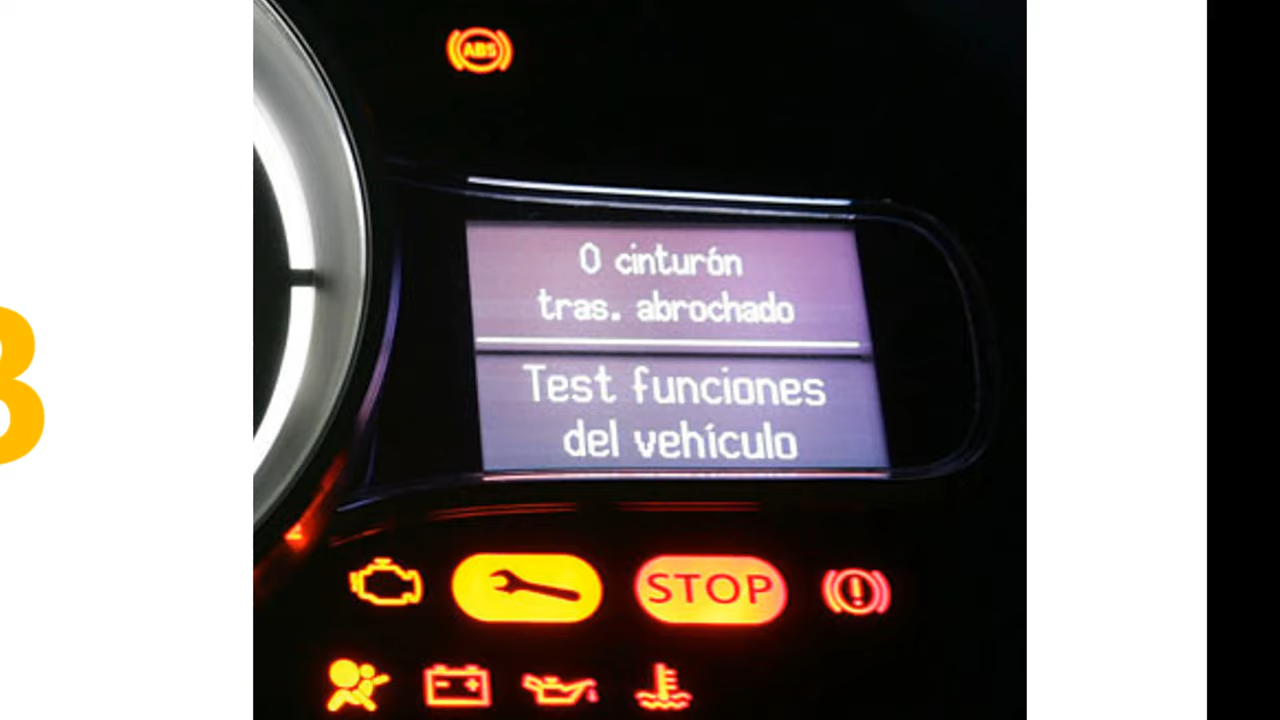 ABS
0 cinturón
tras. abrochado
Test funciones
del vehículo
STOP